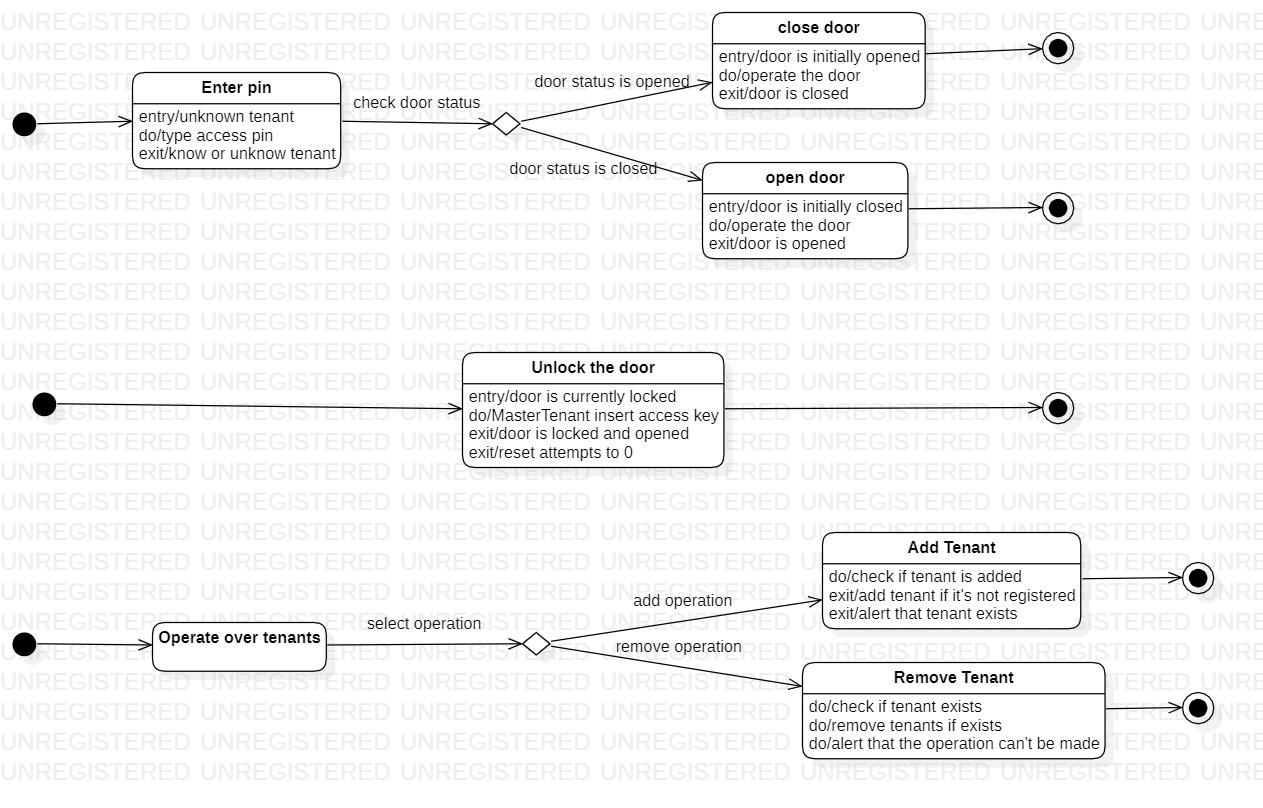 close door
entry/door is initially opened
do/operate the door
exit/door is closed
door status is opened
Enter pin
entry/unknown tenant
do/type access pin
exit/know or unknow tenant
check door status
door status is closed
open door
entry/door is initially closed
do/operate the door
exit/door is opened
Unlock the door
entry/door is currently locked
do/MasterTenant insert access key
exit/door is locked and opened
exit/reset attempts to 0
Add Tenant
do/check if tenant is added
exit/add tenant if it's not registered
exit/alert that tenant exists
add operation
Operate over tenants
select operation
remove operation
Remove Tenant
do/check if tenant exists
do/remove tenants if exists
do/alert that the operation can't be made
UNREGISTERED UNREGISTERED UNREGISTERED UNREGISTERED UNREGISTERED UNREGISTERED UNRE